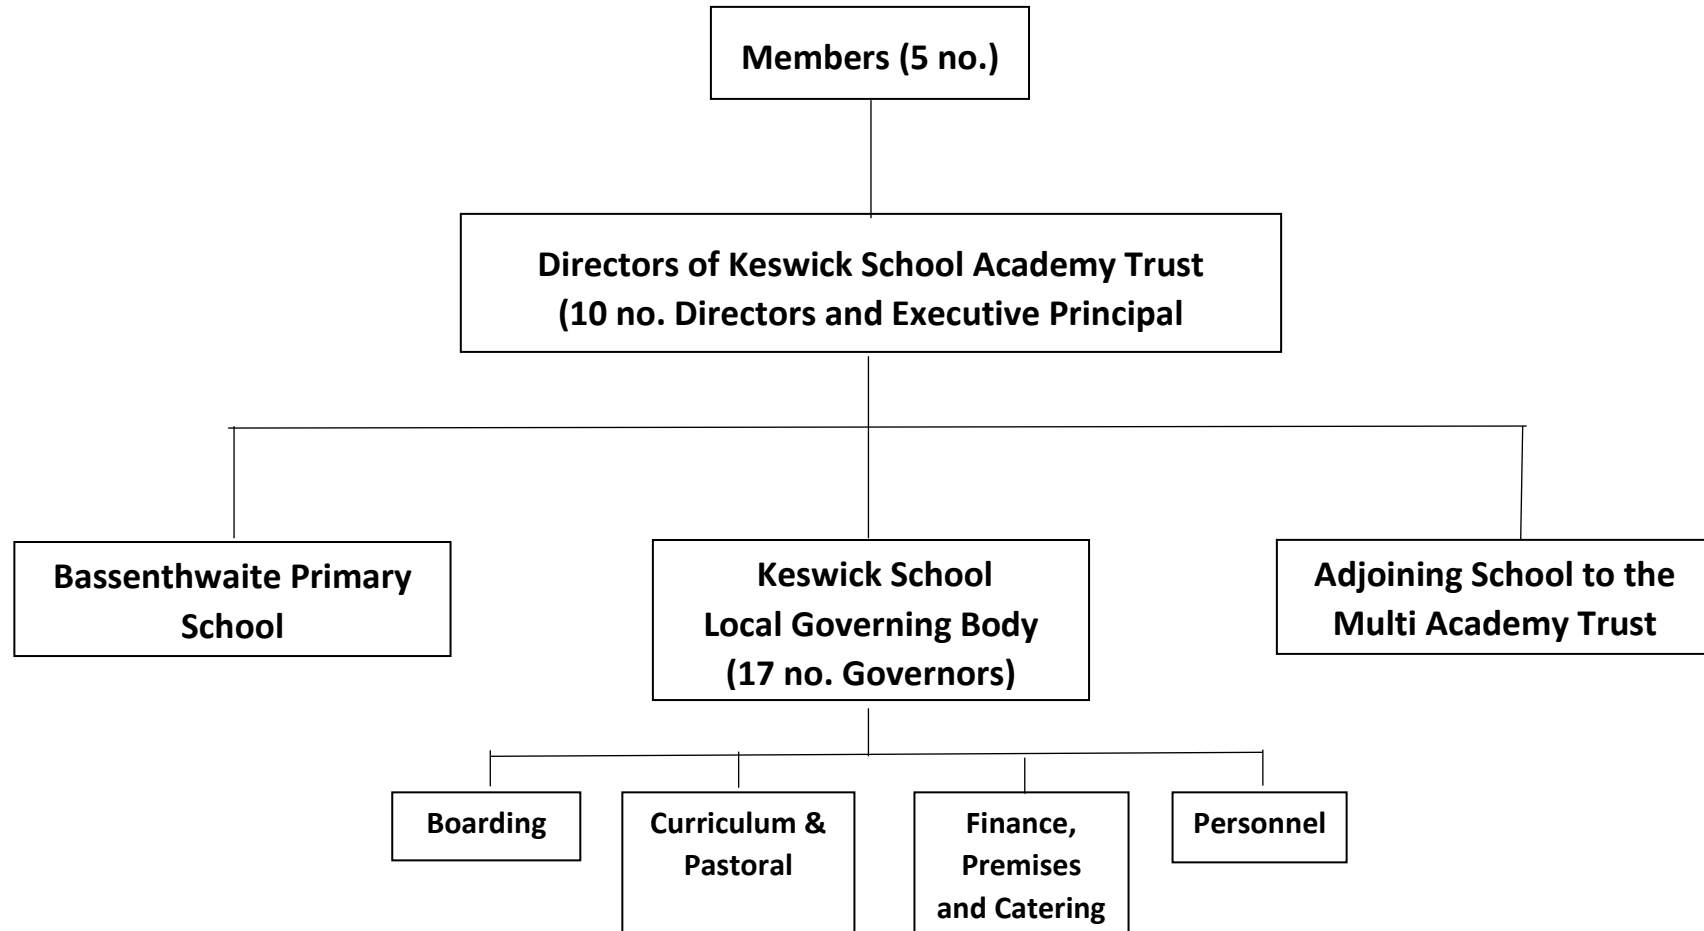 Members (5 no.)
Directors of Keswick School Academy Trust
(10 no. Directors and Executive Principal
Bassenthwaite Primary
School
Keswick School
Local Governing Body
(17 no. Governors)
Adjoining School to the
Multi Academy Trust
Boarding
Curriculum &
Pastoral
Finance,
Premises
and Catering
Personnel